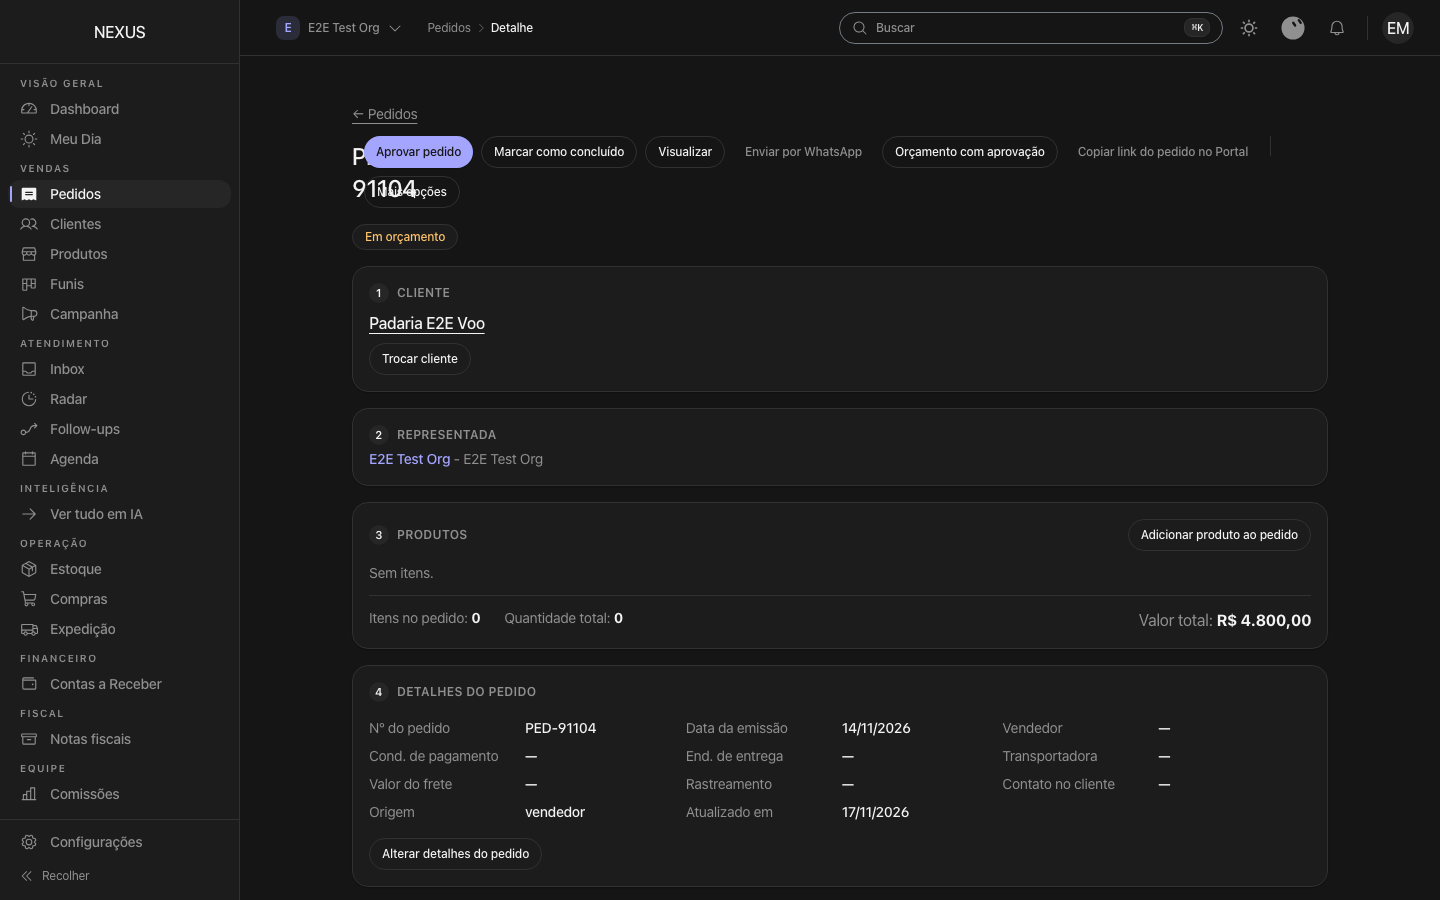 NEXUS
E E2E Test Org
Pedidos > Detalhe
Buscar ⌘K
EM
VISÃO GERAL
Dashboard
Meu Dia
VENDAS
Pedidos
Clientes
Produtos
Funis
Campanha
ATENDIMENTO
Inbox
Radar
Follow-ups
Agenda
INTELIGÊNCIA
Ver tudo em IA
OPERAÇÃO
Estoque
Compras
Expedição
FINANCEIRO
Contas a Receber
FISCAL
Notas fiscais
EQUIPE
Comissões
Configurações
Recolher
← Pedidos
Aprovar pedido Marcar como concluído Visualizar Enviar por WhatsApp Orçamento com aprovação Copiar link do pedido no Portal
91104
Mais opções
Em orçamento
1 CLIENTE
Padaria E2E Voo
Trocar cliente
2 REPRESENTADA
E2E Test Org - E2E Test Org
3 PRODUTOS
Adicionar produto ao pedido
Sem itens.
Itens no pedido: 0 Quantidade total: 0 Valor total: R$ 4.800,00
4 DETALHES DO PEDIDO
Nº do pedido PED-91104 Data da emissão 14/11/2026 Vendedor —
Cond. de pagamento — End. de entrega — Transportadora —
Valor do frete — Rastreamento — Contato no cliente —
Origem vendedor Atualizado em 17/11/2026
Alterar detalhes do pedido